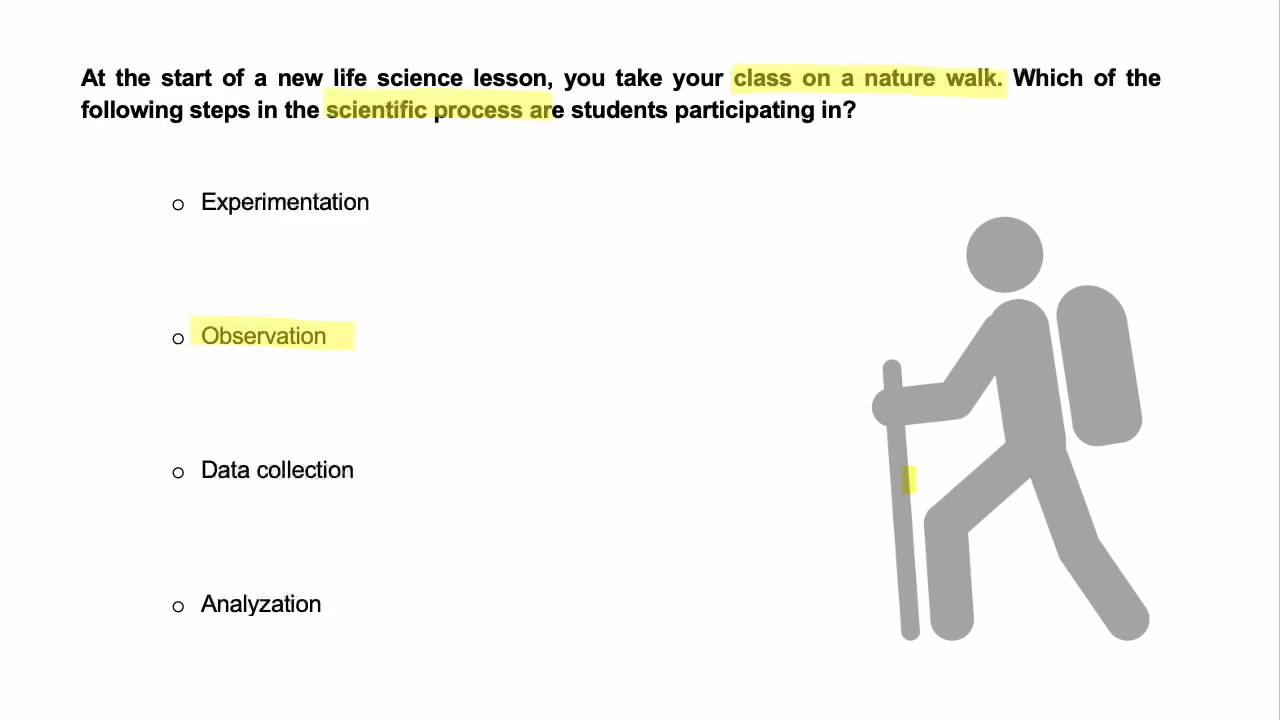 At the start of a new life science lesson, you take your class on a nature walk. Which of the
following steps in the scientific process are students participating in?
Experimentation
Observation
Data collection
Analyzation